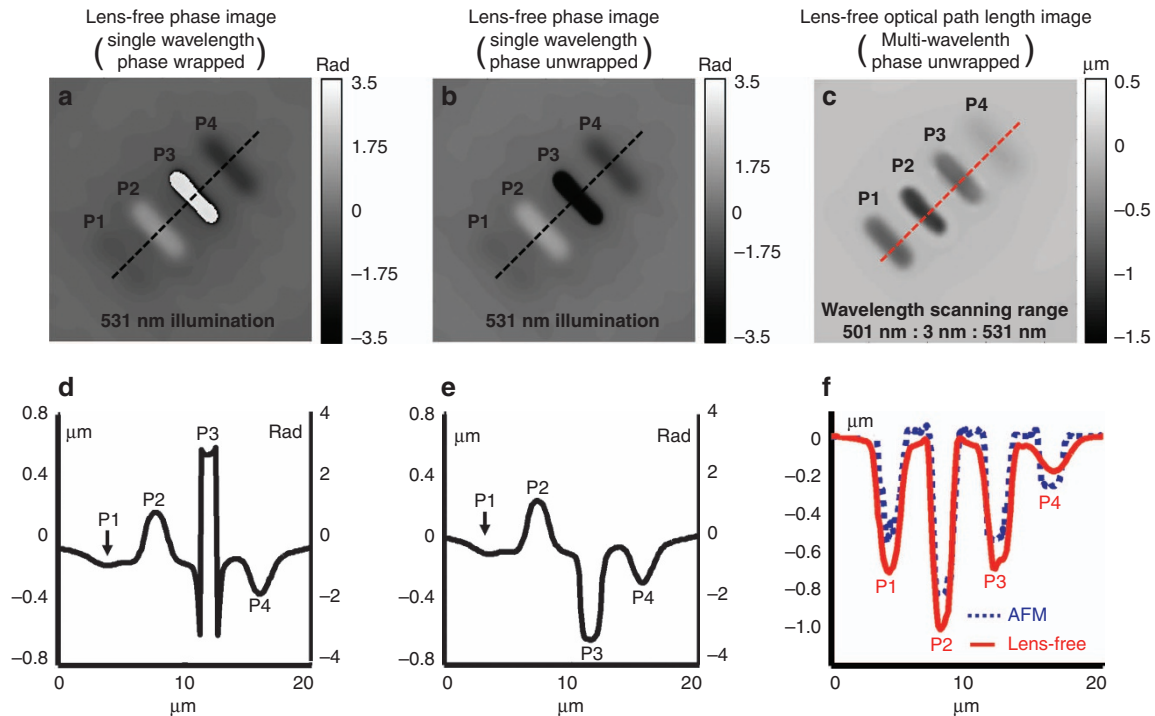 Lens-free phase image
( single wavelength
phase wrapped )
Rad
a
P4
P3
P2
P1
531 nm illumination
3.5
1.75
0
–1.75
–3.5
Lens-free phase image
( single wavelength
phase unwrapped )
Rad
b
P4
P3
P2
P1
531 nm illumination
3.5
1.75
0
–1.75
–3.5
Lens-free optical path length image
( Multi-wavelenth
phase unwrapped )
μm
c
P4
P3
P2
P1
Wavelength scanning range
501 nm : 3 nm : 531 nm
0.5
0
–0.5
–1
–1.5
d
0.8
0.4
0
–0.4
–0.8
μm
Rad
4
2
0
–2
–4
P1
P2
P3
P4
0
10
20
μm
e
0.8
0.4
0
–0.4
–0.8
μm
Rad
4
2
0
–2
–4
P1
P2
P3
P4
0
10
20
μm
f
μm
0
–0.2
–0.4
–0.6
–0.8
–1.0
P1
P2
P3
P4
AFM
Lens-free
0
10
20
μm